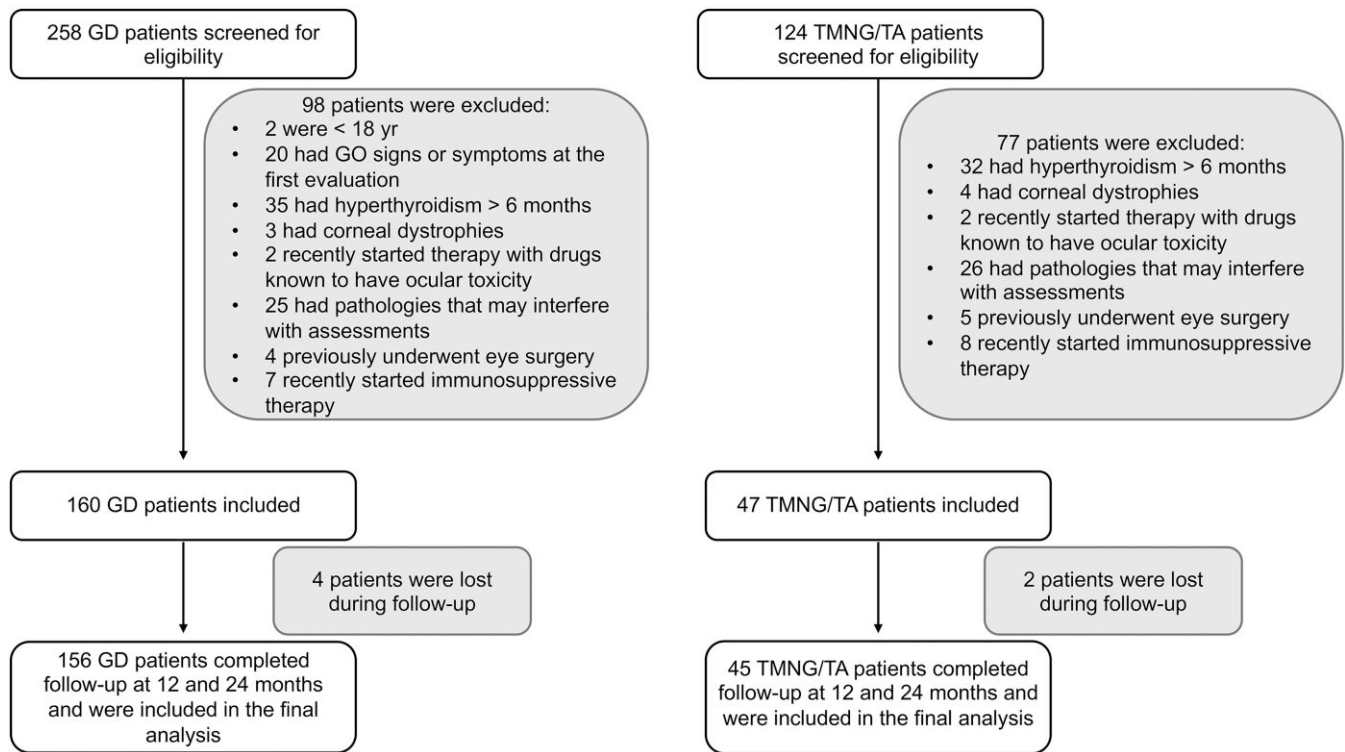 258 GD patients screened for
eligibility
98 patients were excluded:
• 2 were < 18 yr
• 20 had GO signs or symptoms at the
first evaluation
• 35 had hyperthyroidism > 6 months
• 3 had corneal dystrophies
• 2 recently started therapy with drugs
known to have ocular toxicity
• 25 had pathologies that may interfere
with assessments
• 4 previously underwent eye surgery
• 7 recently started immunosuppressive
therapy
160 GD patients included
4 patients were lost
during follow-up
156 GD patients completed
follow-up at 12 and 24 months
and were included in the final
analysis
124 TMNG/TA patients
screened for eligibility
77 patients were excluded:
• 32 had hyperthyroidism > 6 months
• 4 had corneal dystrophies
• 2 recently started therapy with drugs
known to have ocular toxicity
• 26 had pathologies that may interfere
with assessments
• 5 previously underwent eye surgery
• 8 recently started immunosuppressive
therapy
47 TMNG/TA patients included
2 patients were lost
during follow-up
45 TMNG/TA patients completed
follow-up at 12 and 24 months and
were included in the final analysis